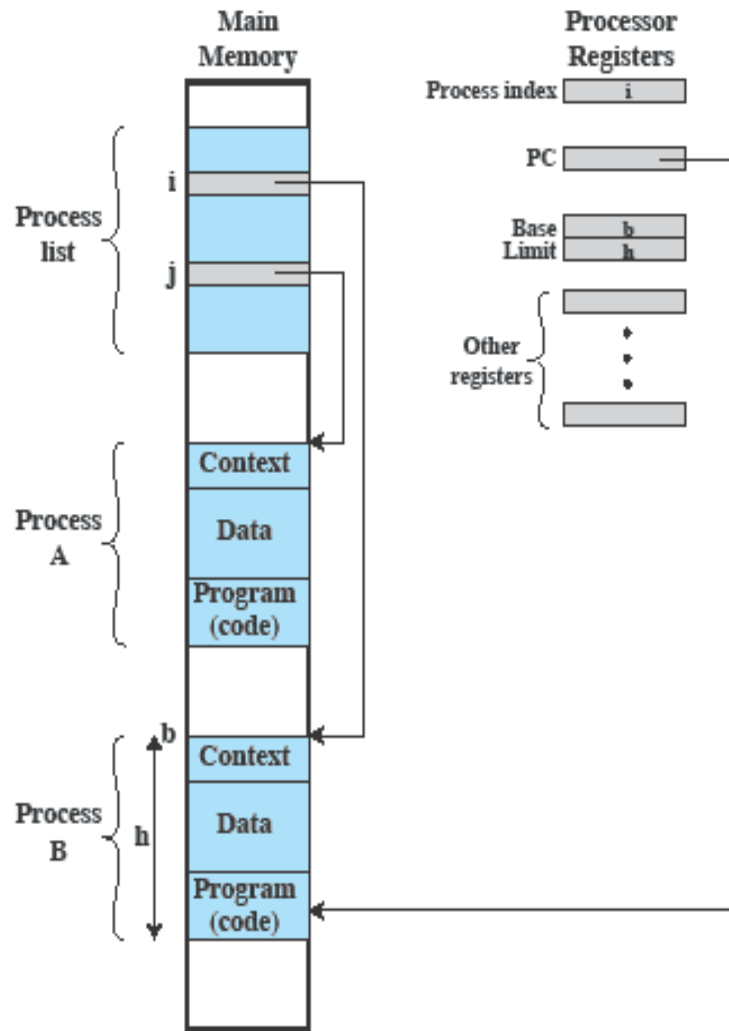 Main
Memory
Processor
Registers
Process index
i
PC
Base
b
Limit
h
Other
registers
Process
list
i
j
Process
A
Context
Data
Program
(code)
Process
B
b
h
Context
Data
Program
(code)